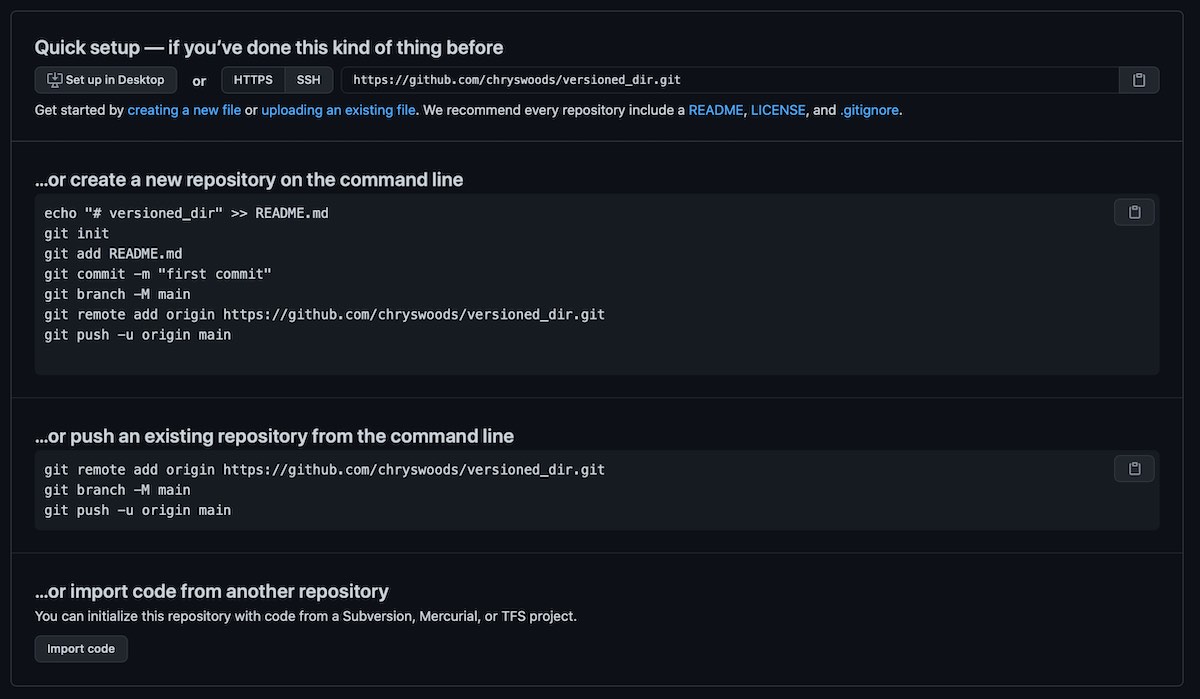 Quick setup — if you’ve done this kind of thing before
Set up in Desktop or HTTPS SSH https://github.com/chryswoods/versioned_dir.git
Get started by creating a new file or uploading an existing file. We recommend every repository include a README, LICENSE, and .gitignore.
…or create a new repository on the command line
echo "# versioned_dir" >> README.md
git init
git add README.md
git commit -m "first commit"
git branch -M main
git remote add origin https://github.com/chryswoods/versioned_dir.git
git push -u origin main
…or push an existing repository from the command line
git remote add origin https://github.com/chryswoods/versioned_dir.git
git branch -M main
git push -u origin main
…or import code from another repository
You can initialize this repository with code from a Subversion, Mercurial, or TFS project.
Import code